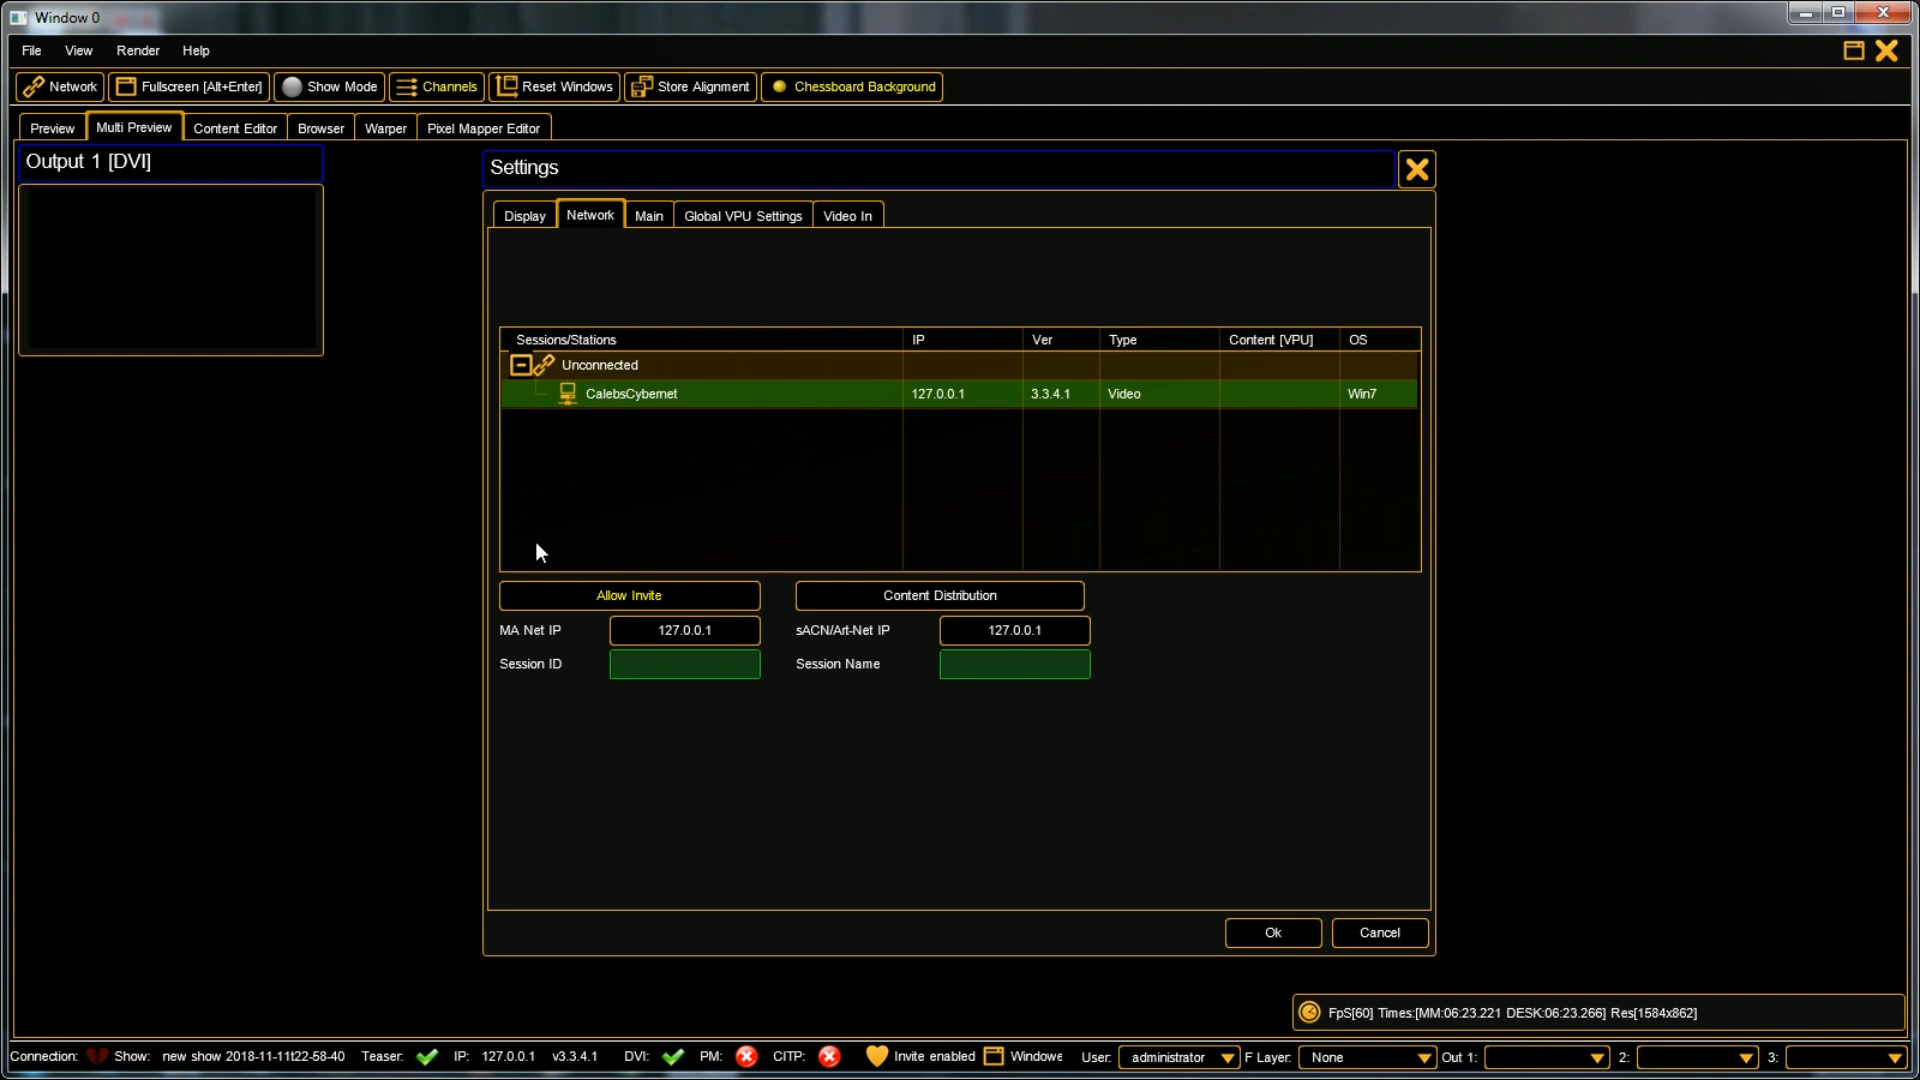 Window 0
File View Render Help
Network Fullscreen [Alt+Enter] Show Mode Channels Reset Windows Store Alignment Chessboard Background
Preview Multi Preview Content Editor Browser Warper Pixel Mapper Editor
Output 1 [DVI]
Settings
Display Network Main Global VPU Settings Video In
Sessions/Stations IP Ver Type Content [VPU] OS
Unconnected
CalebsCybernet 127.0.0.1 3.3.4.1 Video Win7
Allow Invite Content Distribution
MA Net IP 127.0.0.1 sACN/Art-Net IP 127.0.0.1
Session ID Session Name
Ok Cancel
FpS[60] Times:[MM:06:23.221 DESK:06:23.266] Res[1584x862]
Connection: Show: new show 2018-11-11t22-58-40 Teaser: IP: 127.0.0.1 v3.3.4.1 DVI: PM: CITP: Invite enabled Windowe User: administrator F Layer: None Out 1: 2: 3: